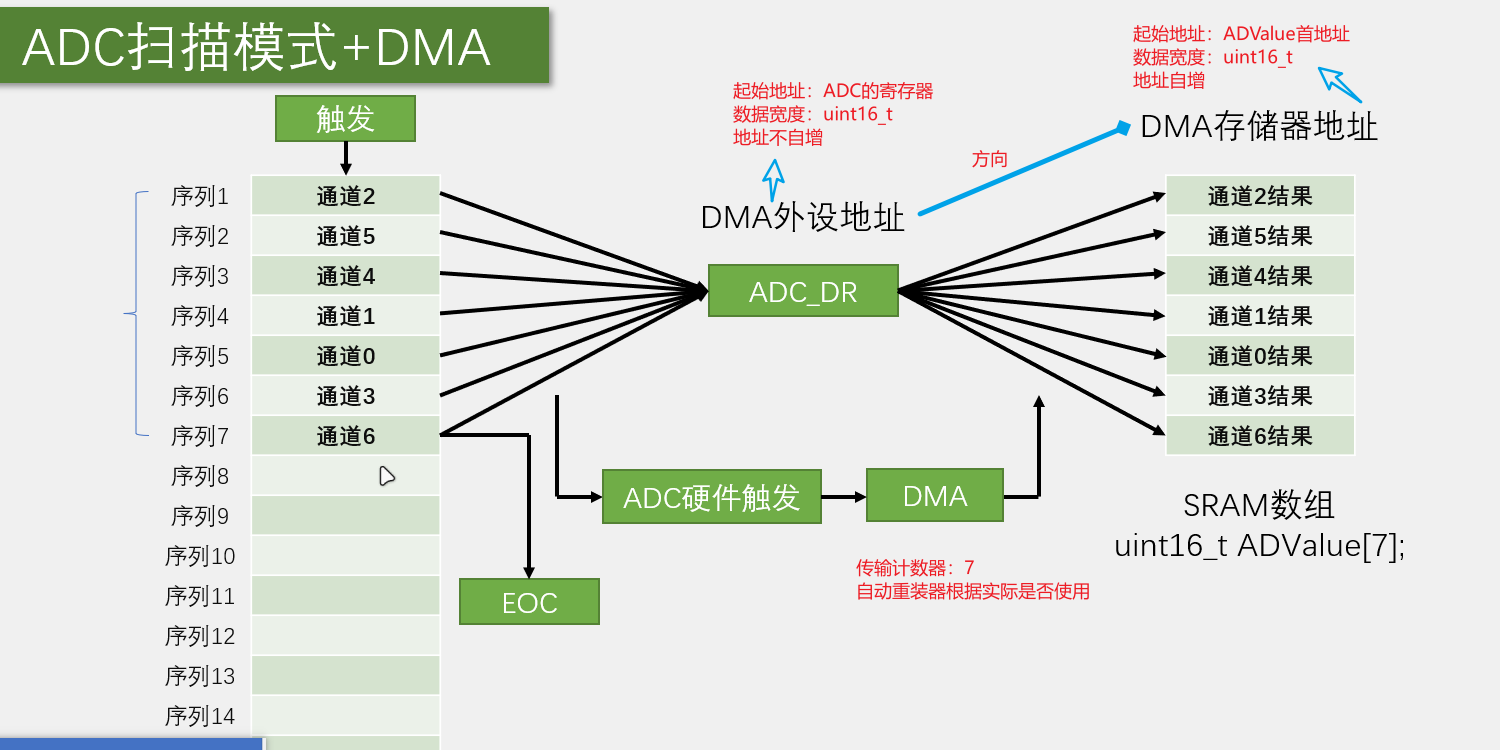 ADC扫描模式+DMA
起始地址：ADValue首地址
数据宽度：uint16_t
地址自增
起始地址：ADC的寄存器
数据宽度：uint16_t
地址不自增
触发
DMA存储器地址
方向
DMA外设地址
序列1 通道2 通道2结果
序列2 通道5 通道5结果
序列3 通道4 通道4结果
ADC_DR
序列4 通道1 通道1结果
序列5 通道0 通道0结果
序列6 通道3 通道3结果
序列7 通道6 通道6结果
序列8
序列9
序列10
序列11
序列12
序列13
序列14
ADC硬件触发
DMA
SRAM数组
uint16_t ADValue[7];
传输计数器：7
自动重装器根据实际是否使用
EOC